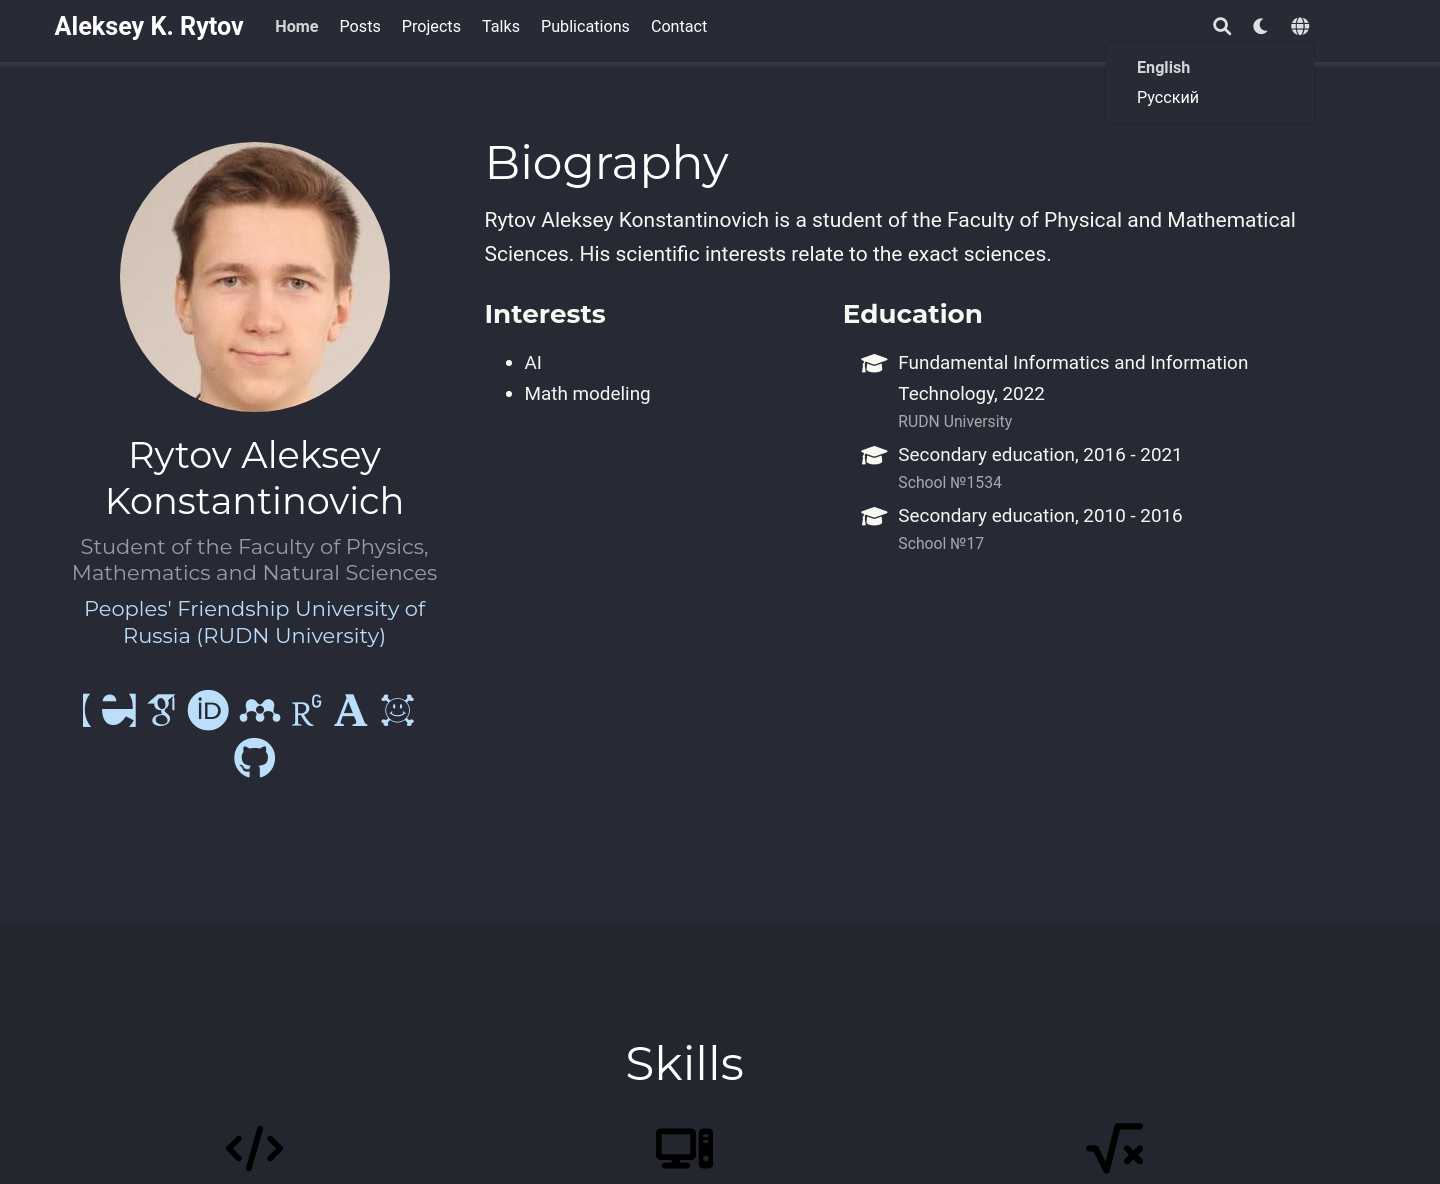 Aleksey K. Rytov
Home Posts Projects Talks Publications Contact
English
Русский
Rytov Aleksey
Konstantinovich
Student of the Faculty of Physics,
Mathematics and Natural Sciences
Peoples' Friendship University of
Russia (RUDN University)
Biography
Rytov Aleksey Konstantinovich is a student of the Faculty of Physical and Mathematical
Sciences. His scientific interests relate to the exact sciences.
Interests
AI
Math modeling
Education
Fundamental Informatics and Information
Technology, 2022
RUDN University
Secondary education, 2016 - 2021
School №1534
Secondary education, 2010 - 2016
School №17
Skills